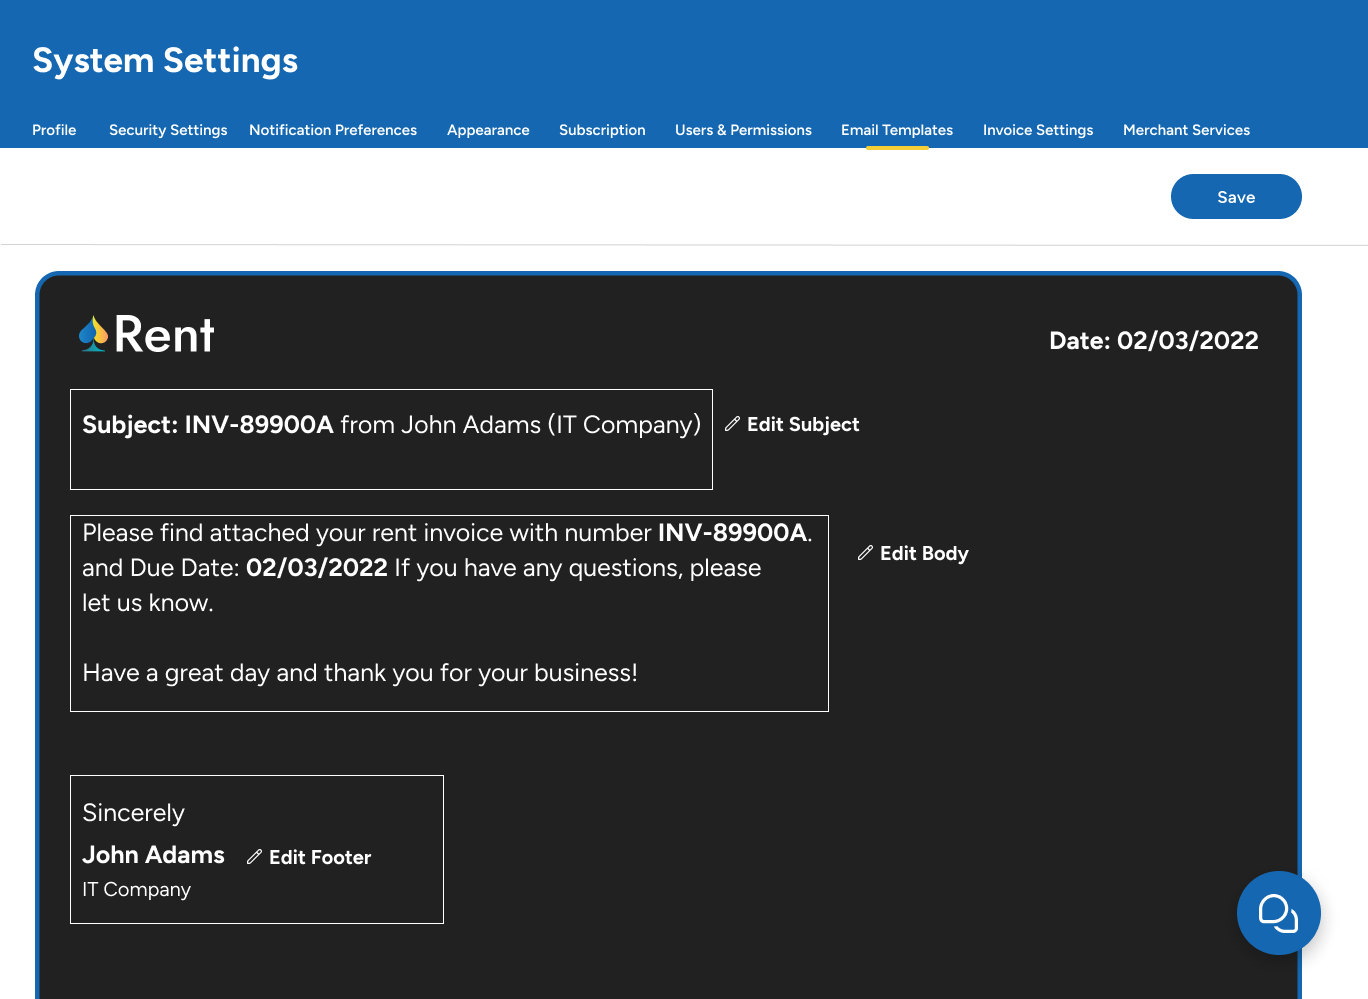 System Settings
Profile Security Settings Notification Preferences Appearance Subscription Users & Permissions Email Templates Invoice Settings Merchant Services
Save
Rent
Date: 02/03/2022
Subject: INV-89900A from John Adams (IT Company)
Edit Subject
Please find attached your rent invoice with number INV-89900A.
and Due Date: 02/03/2022 If you have any questions, please
let us know.
Edit Body
Have a great day and thank you for your business!
Sincerely
John Adams
Edit Footer
IT Company